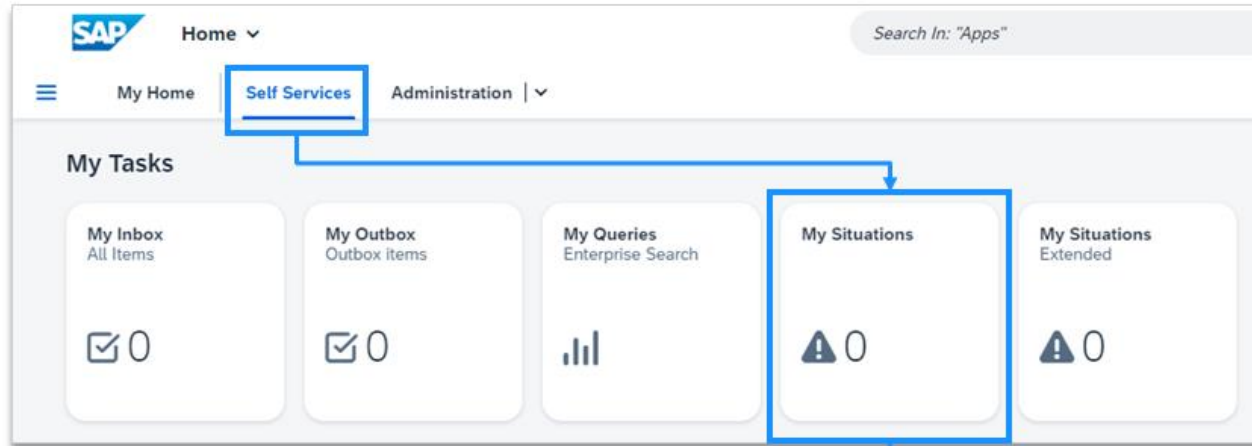 SAP Home
Search In: "Apps"
My Home Self Services Administration
My Tasks
My Inbox
All Items
0
My Outbox
Outbox items
0
My Queries
Enterprise Search
My Situations
0
My Situations
Extended
0